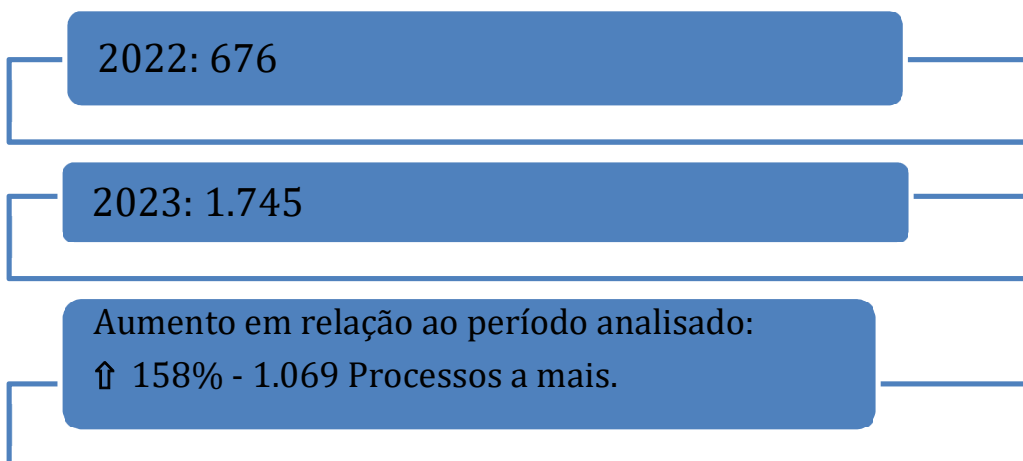 2022: 676
2023: 1.745
Aumento em relação ao período analisado:
⇧ 158% - 1.069 Processos a mais.